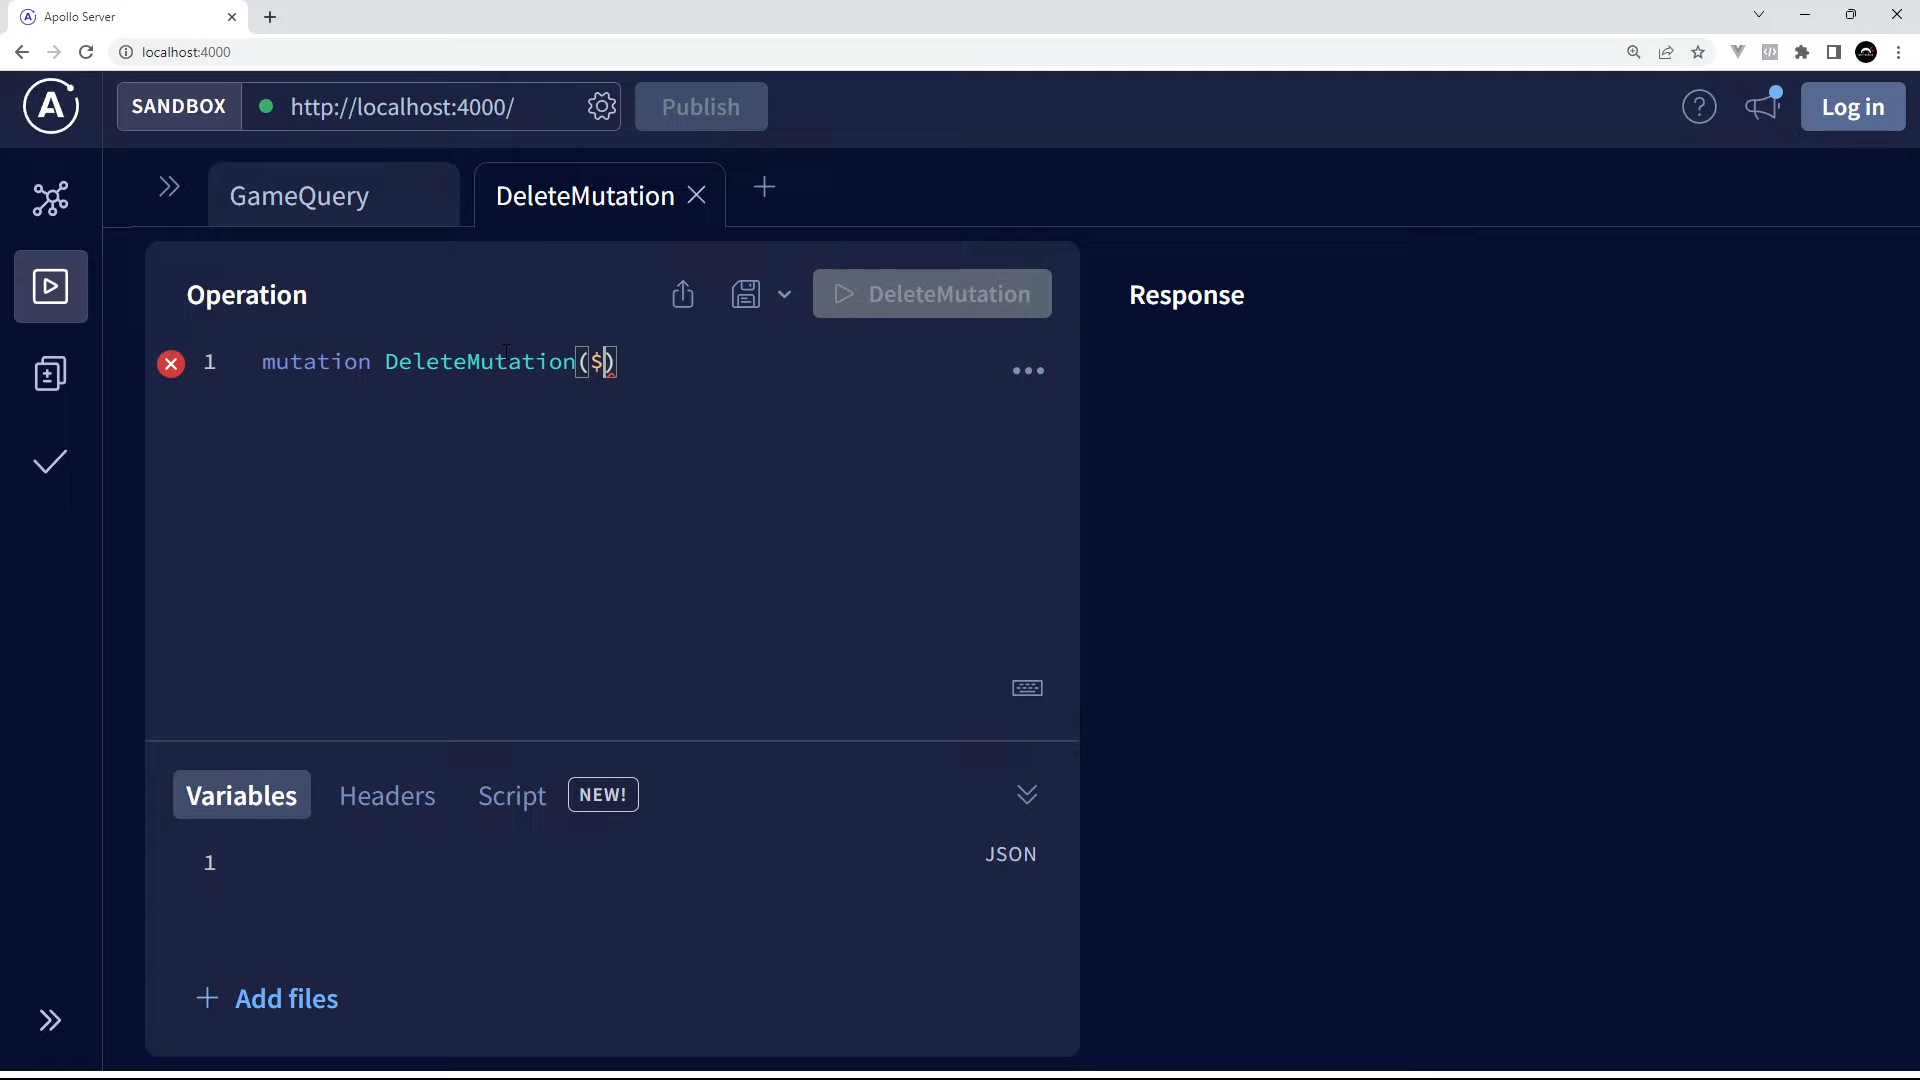 Apollo Server
localhost:4000
SANDBOX http://localhost:4000/ Publish
Log in
GameQuery DeleteMutation
Operation DeleteMutation
Response
1 mutation DeleteMutation($)
Variables Headers Script NEW!
1 JSON
Add files